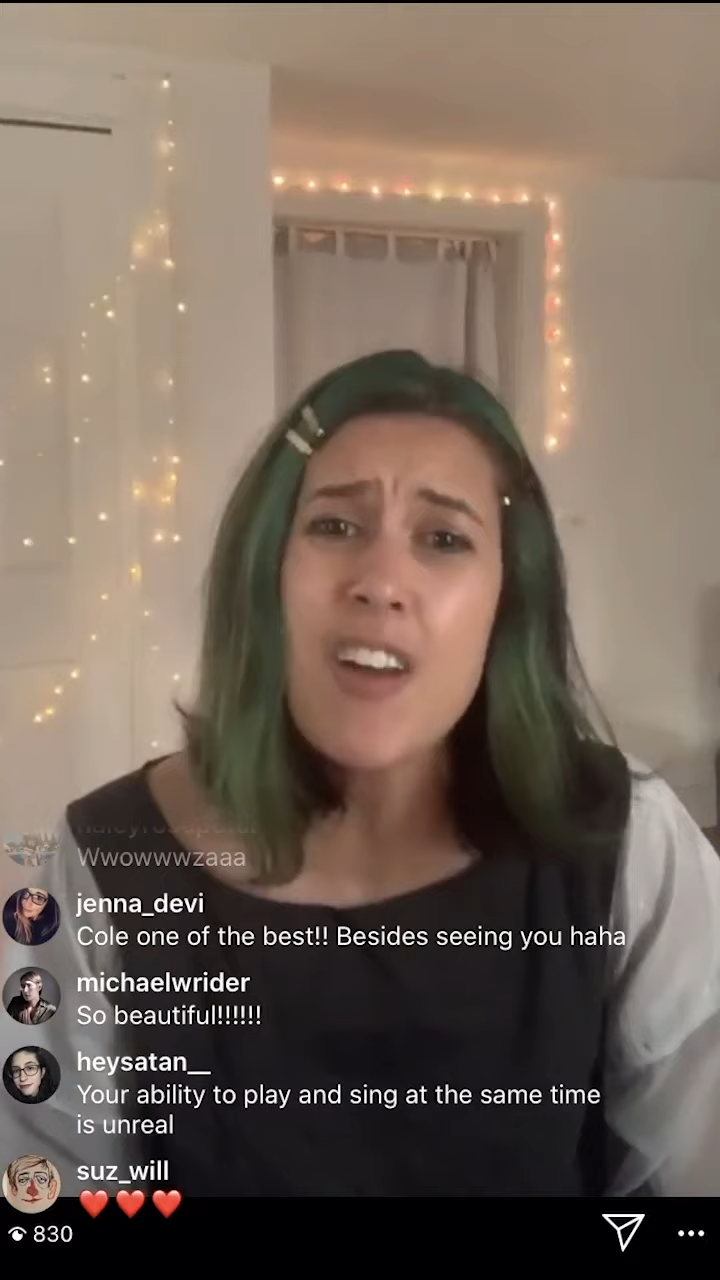 Wwowwwzaaa
jenna_devi
Cole one of the best!! Besides seeing you haha
michaelwrider
So beautiful!!!!!!
heysatan__
Your ability to play and sing at the same time
is unreal
suz_will
❤️❤️❤️
830